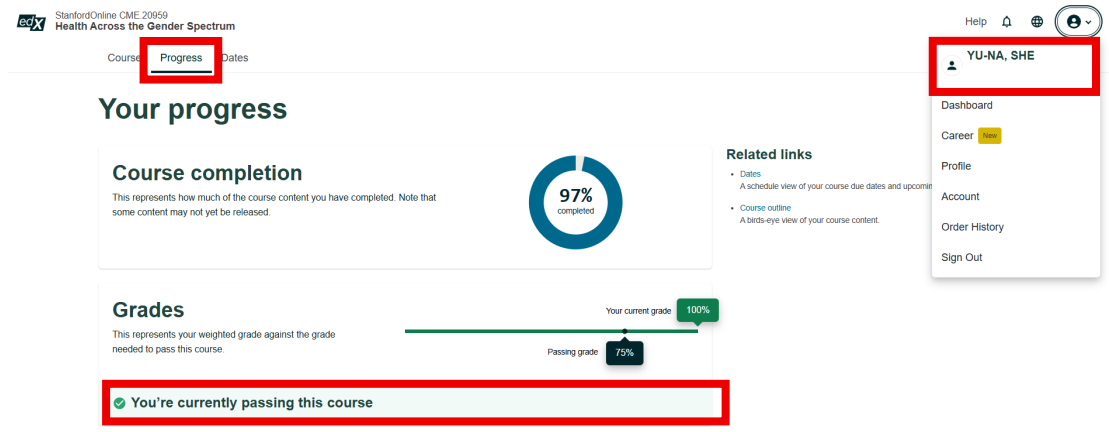 edX
StanfordOnline CME.20959
Health Across the Gender Spectrum
Help
Course
Progress
Dates
YU-NA, SHE
Dashboard
Career New
Profile
Account
Order History
Sign Out
Your progress
Course completion
This represents how much of the course content you have completed. Note that
some content may not yet be released.
97%
completed
Related links
Dates
A schedule view of your course due dates and upcomin
Course outline
A birds-eye view of your course content.
Grades
This represents your weighted grade against the grade
needed to pass this course.
Your current grade 100%
Passing grade 75%
You're currently passing this course